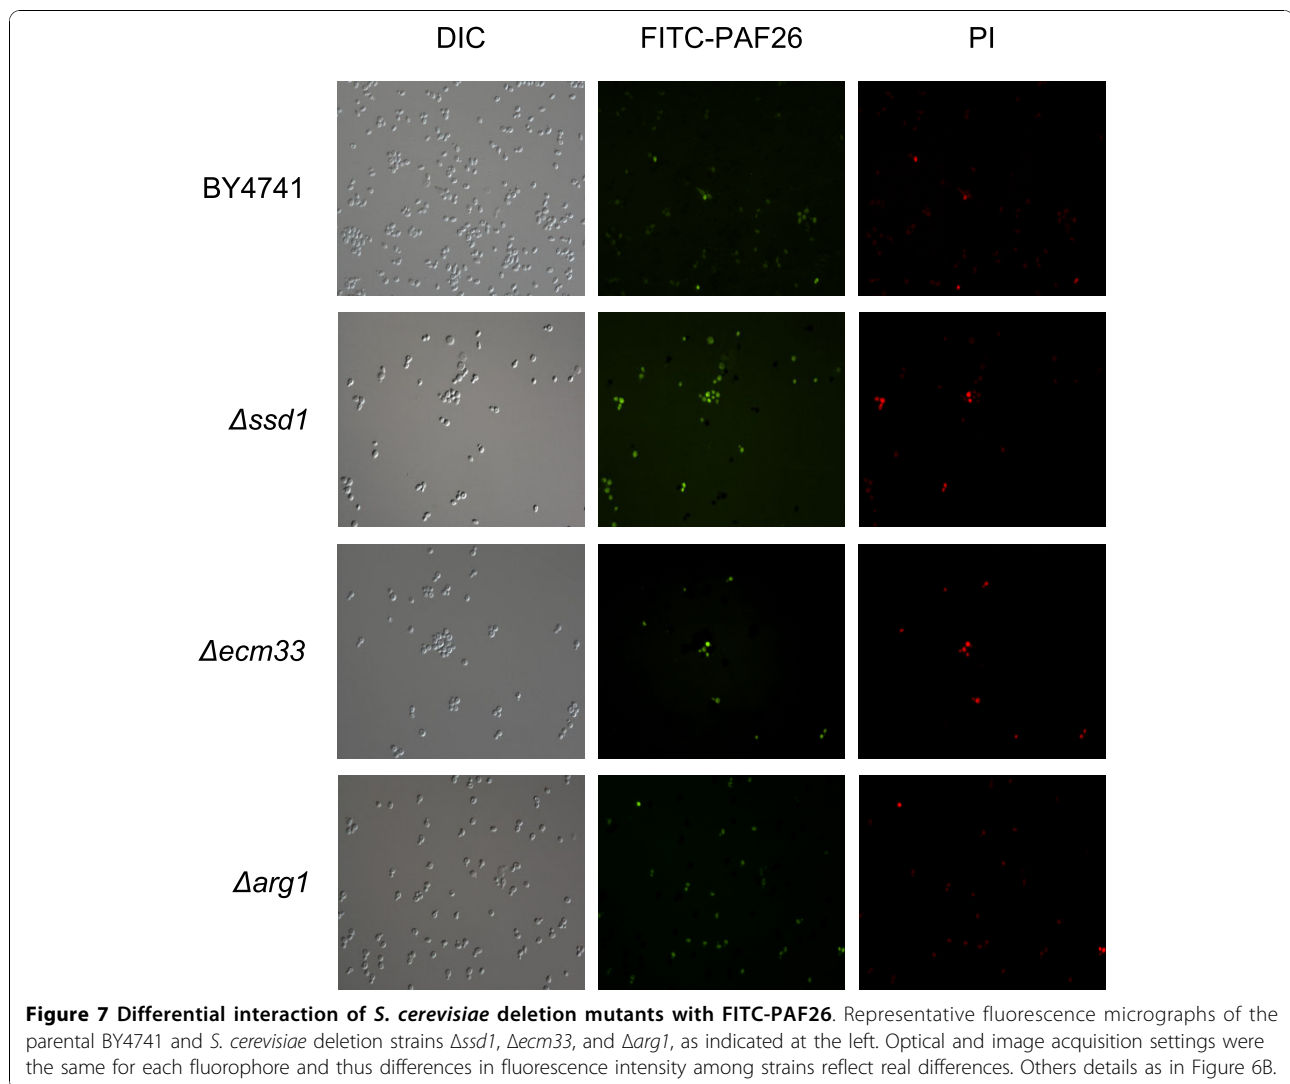 DIC FITC-PAF26 PI
BY4741
Δssd1
Δecm33
Δarg1
Figure 7 Differential interaction of S. cerevisiae deletion mutants with FITC-PAF26. Representative fluorescence micrographs of the
parental BY4741 and S. cerevisiae deletion strains Δssd1, Δecm33, and Δarg1, as indicated at the left. Optical and image acquisition settings were
the same for each fluorophore and thus differences in fluorescence intensity among strains reflect real differences. Others details as in Figure 6B.